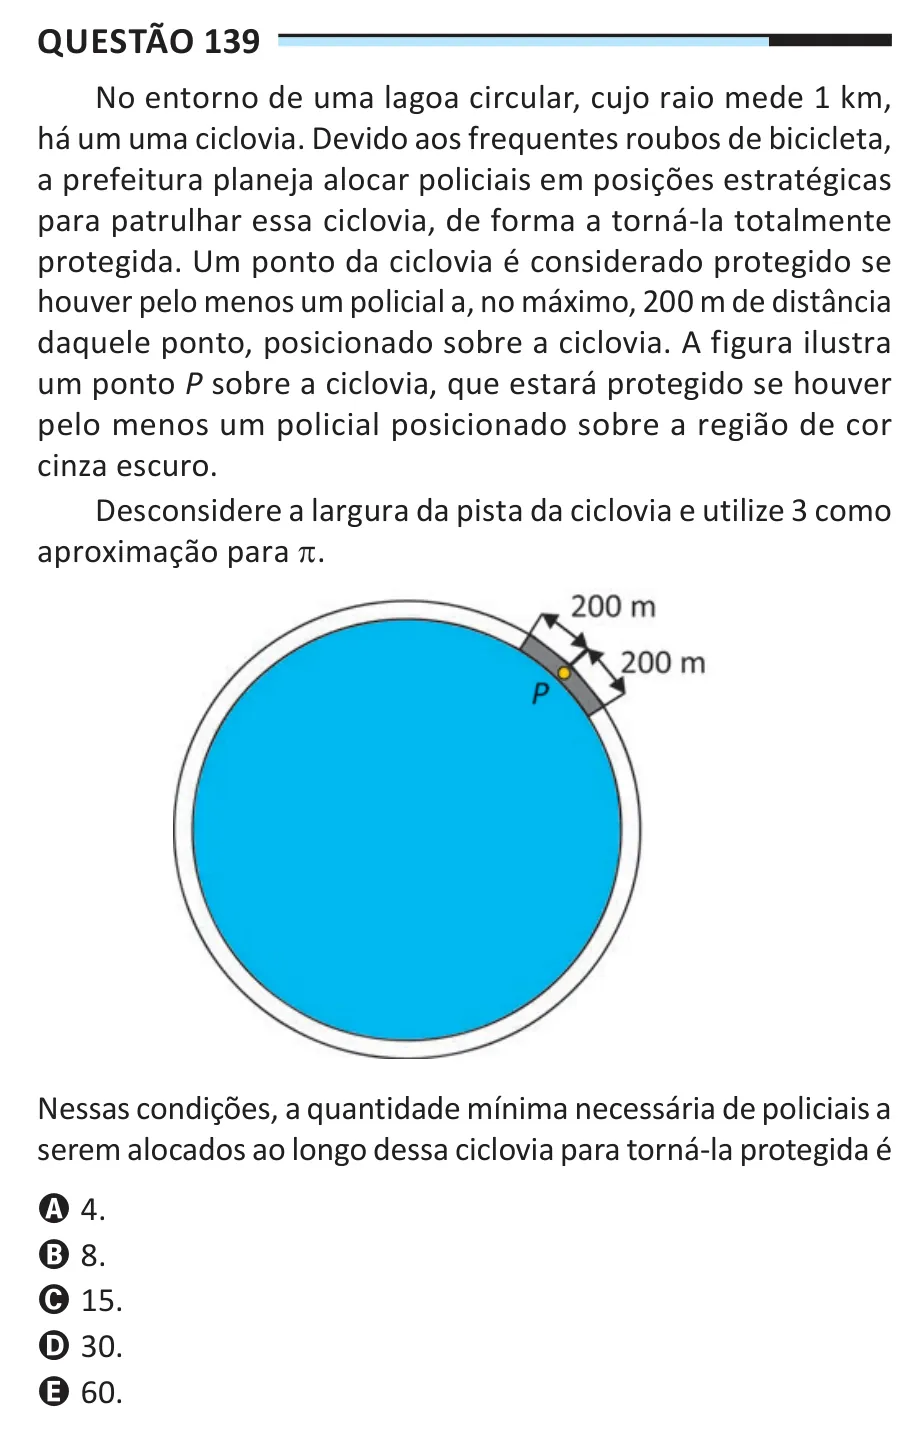 QUESTÃO 139
No entorno de uma lagoa circular, cujo raio mede 1 km,
há um uma ciclovia. Devido aos frequentes roubos de bicicleta,
a prefeitura planeja alocar policiais em posições estratégicas
para patrulhar essa ciclovia, de forma a torná-la totalmente
protegida. Um ponto da ciclovia é considerado protegido se
houver pelo menos um policial a, no máximo, 200 m de distância
daquele ponto, posicionado sobre a ciclovia. A figura ilustra
um ponto P sobre a ciclovia, que estará protegido se houver
pelo menos um policial posicionado sobre a região de cor
cinza escuro.
Desconsidere a largura da pista da ciclovia e utilize 3 como
aproximação para π.
200 m
200 m
P
Nessas condições, a quantidade mínima necessária de policiais a
serem alocados ao longo dessa ciclovia para torná-la protegida é
A 4.
B 8.
C 15.
D 30.
E 60.